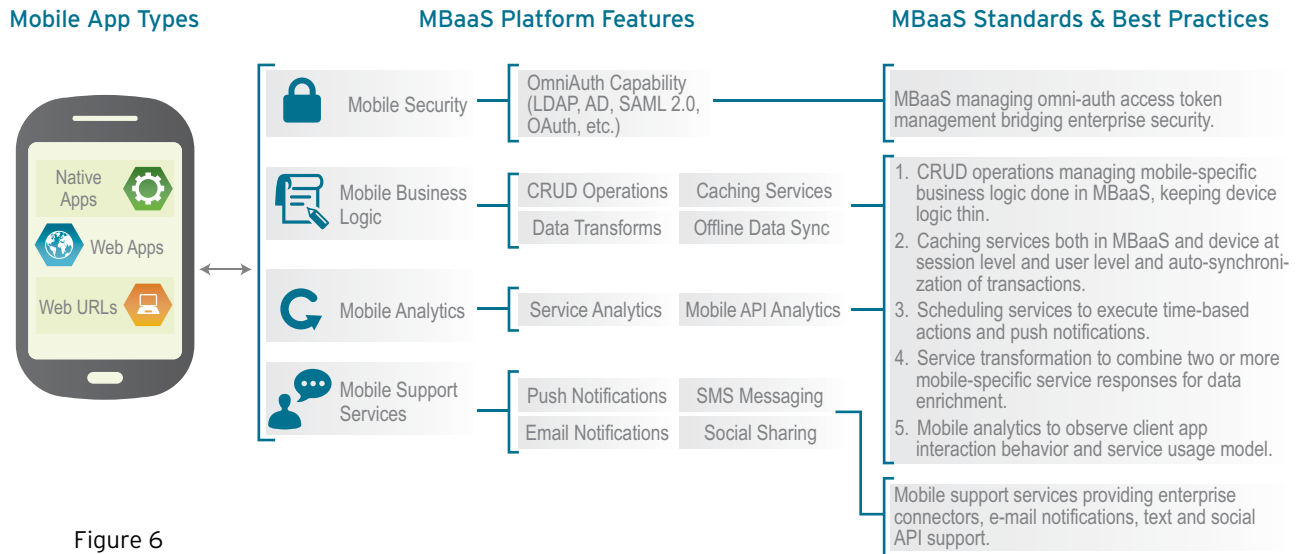 Mobile App Types
MBaaS Platform Features
MBaaS Standards & Best Practices
Native
Apps
Web Apps
Web URLs
Mobile Security
OmniAuth Capability
(LDAP, AD, SAML 2.0,
OAuth, etc.)
MBaaS managing omni-auth access token
management bridging enterprise security.
Mobile Business
Logic
CRUD Operations
Caching Services
Data Transforms
Offline Data Sync
Mobile Analytics
Service Analytics
Mobile API Analytics
1. CRUD operations managing mobile-specific
business logic done in MBaaS, keeping device
logic thin.
2. Caching services both in MBaaS and device at
session level and user level and auto-synchroni-
zation of transactions.
3. Scheduling services to execute time-based
actions and push notifications.
4. Service transformation to combine two or more
mobile-specific service responses for data
enrichment.
5. Mobile analytics to observe client app
interaction behavior and service usage model.
Mobile Support
Services
Push Notifications
SMS Messaging
Email Notifications
Social Sharing
Mobile support services providing enterprise
connectors, e-mail notifications, text and social
API support.
Figure 6